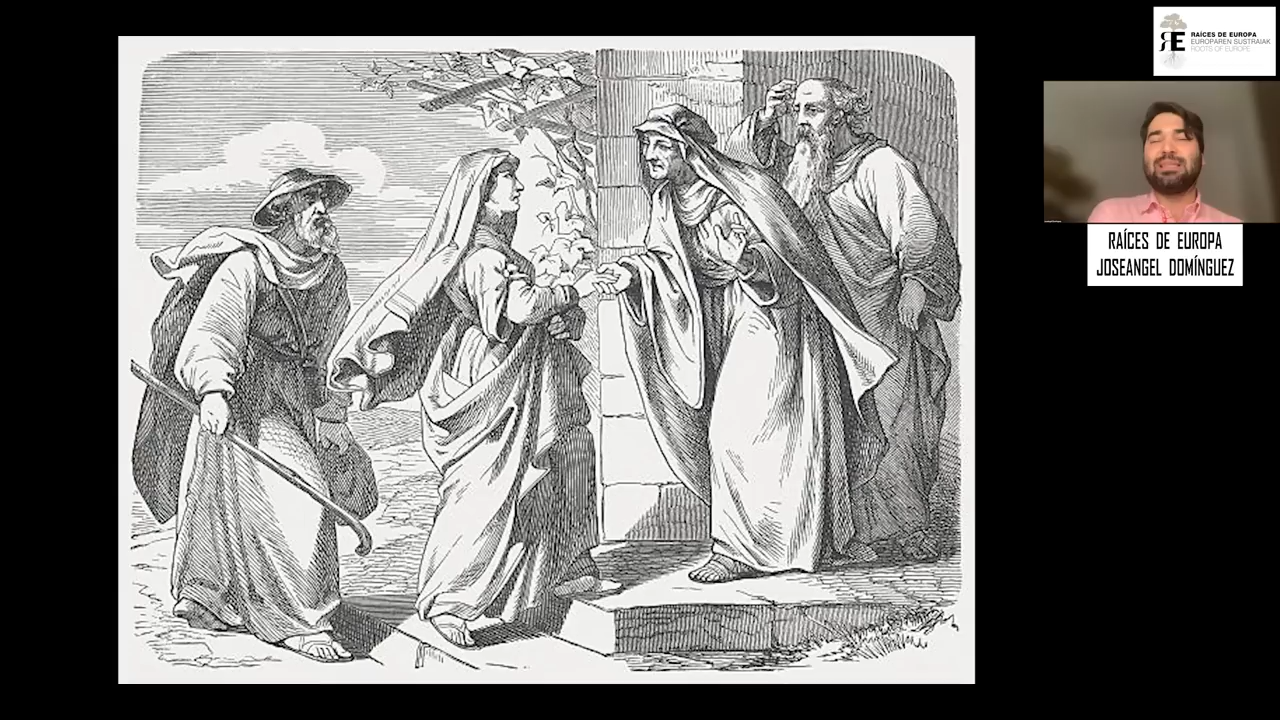 RAÍCES DE EUROPA
EUROPAREN SUSTRAIAK
ROOTS OF EUROPE
RAÍCES DE EUROPA
JOSEANGEL DOMÍNGUEZ